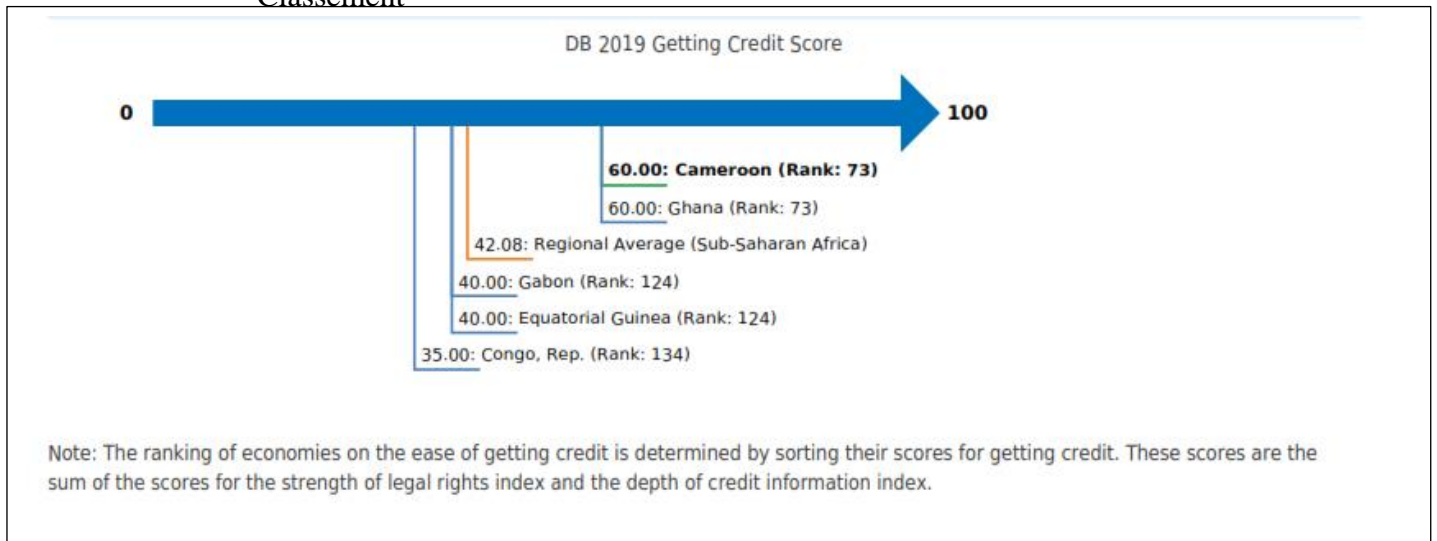 Classement
DB 2019 Getting Credit Score
0
100
60.00: Cameroon (Rank: 73)
60.00: Ghana (Rank: 73)
42.08: Regional Average (Sub-Saharan Africa)
40.00: Gabon (Rank: 124)
40.00: Equatorial Guinea (Rank: 124)
35.00: Congo, Rep. (Rank: 134)
Note: The ranking of economies on the ease of getting credit is determined by sorting their scores for getting credit. These scores are the
sum of the scores for the strength of legal rights index and the depth of credit information index.